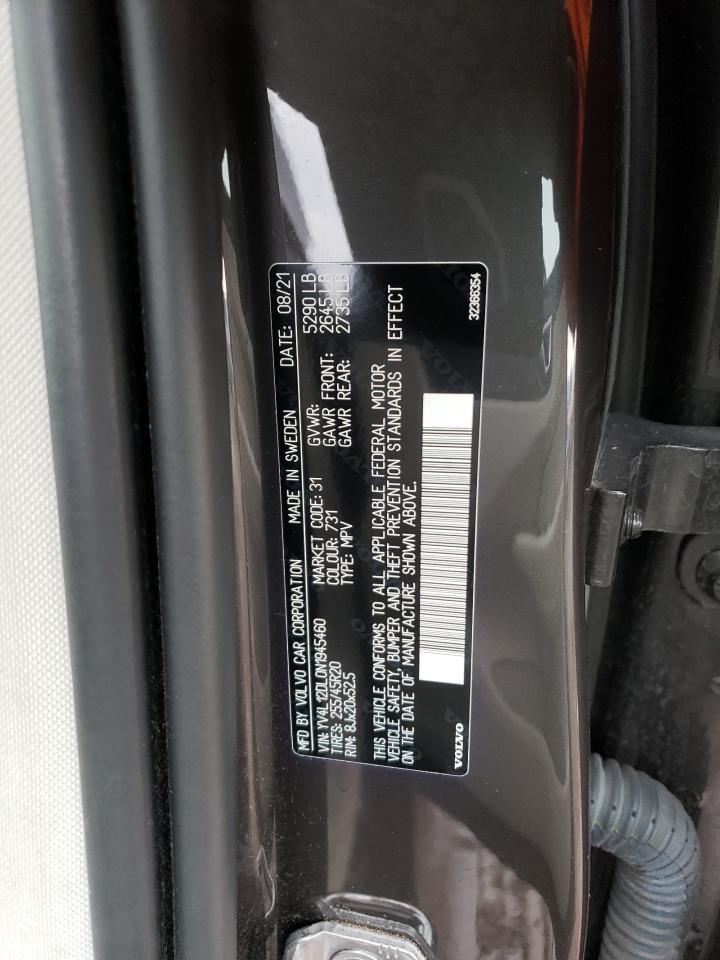 MFD BY VOLVO CAR CORPORATION MADE IN SWEDEN DATE: 08/21
VIN: YV4L12DL0N1945460 MARKET CODE: 31 GVWR: 5290 LB
TIRES: 255/45R20 COLOUR: 731 GAWR FRONT: 2645 LB
RIM: 8Jx20x52.5 TYPE: MPV GAWR REAR: 2735 LB
THIS VEHICLE CONFORMS TO ALL APPLICABLE FEDERAL MOTOR
VEHICLE SAFETY, BUMPER AND THEFT PREVENTION STANDARDS IN EFFECT
ON THE DATE OF MANUFACTURE SHOWN ABOVE.
VOLVO 32366354